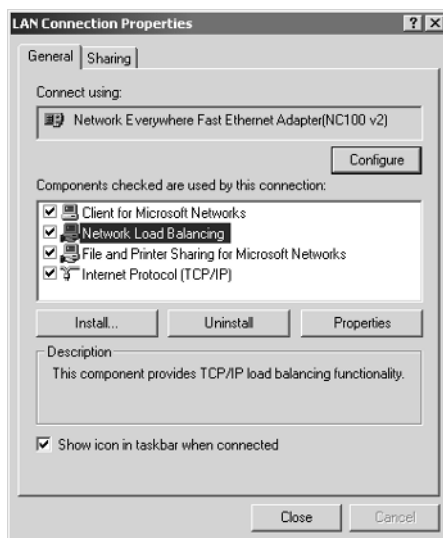 LAN Connection Properties
General
Sharing
Connect using:
Network Everywhere Fast Ethernet Adapter(NC100 v2)
Configure
Components checked are used by this connection:
Client for Microsoft Networks
Network Load Balancing
File and Printer Sharing for Microsoft Networks
Internet Protocol (TCP/IP)
Install...
Uninstall
Properties
Description
This component provides TCP/IP load balancing functionality.
Show icon in taskbar when connected
Close
Cancel